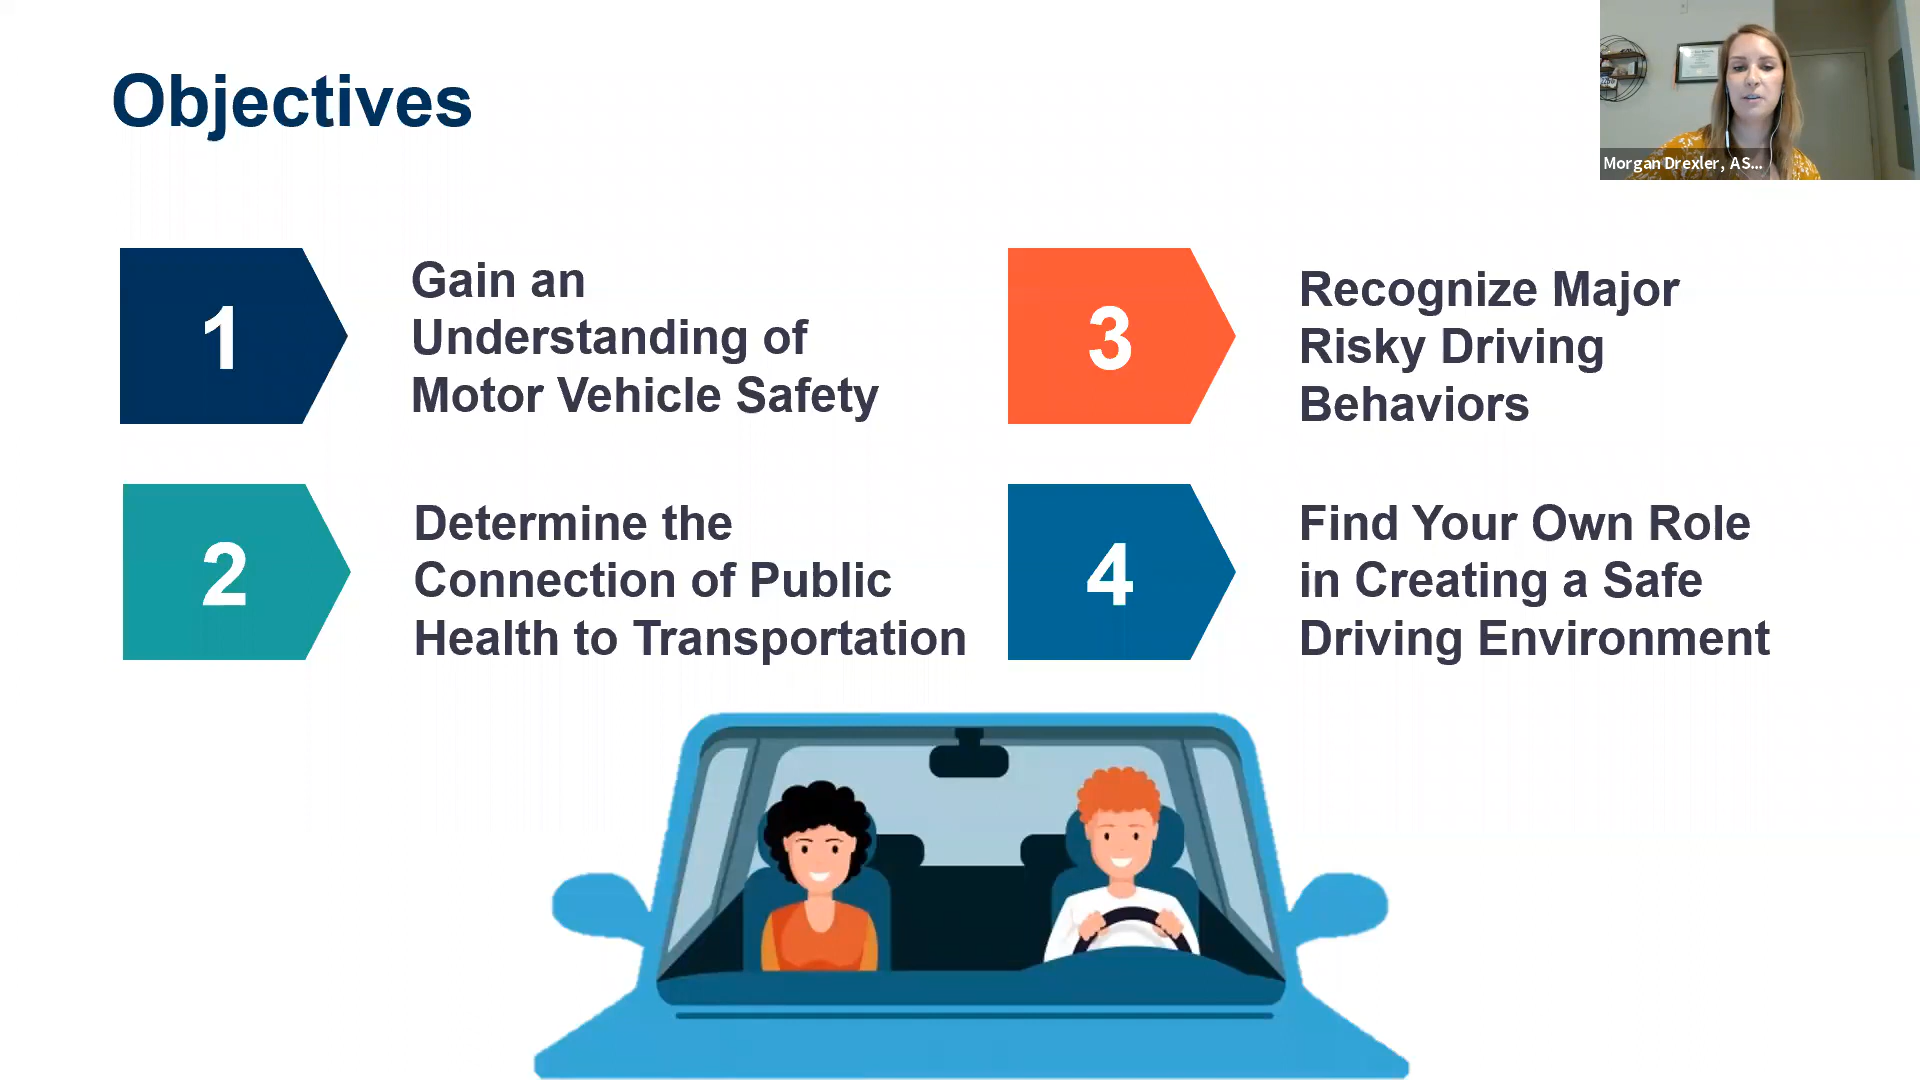 Objectives
Morgan Drexler, AS...
1
Gain an
Understanding of
Motor Vehicle Safety
2
Determine the
Connection of Public
Health to Transportation
3
Recognize Major
Risky Driving
Behaviors
4
Find Your Own Role
in Creating a Safe
Driving Environment